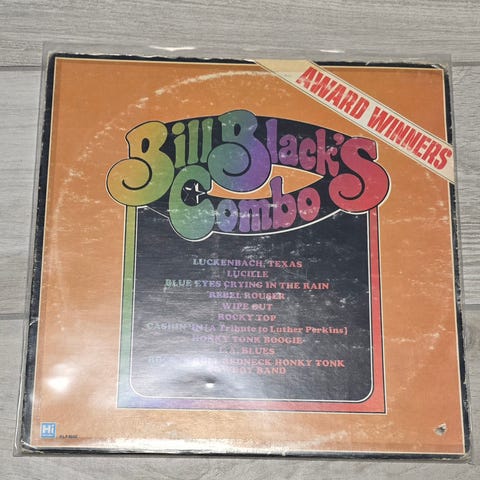 AWARD WINNERS
Bill Black's
Combo
LUCKENBACH, TEXAS
LUCILLE
BLUE EYES CRYING IN THE RAIN
REBEL ROUSER
WIPE OUT
ROCKY TOP
CASHIN' IN (A Tribute to Luther Perkins)
HONKY TONK BOOGIE
L.A. BLUES
REDNECK HONKY TONK
BAND
Hi